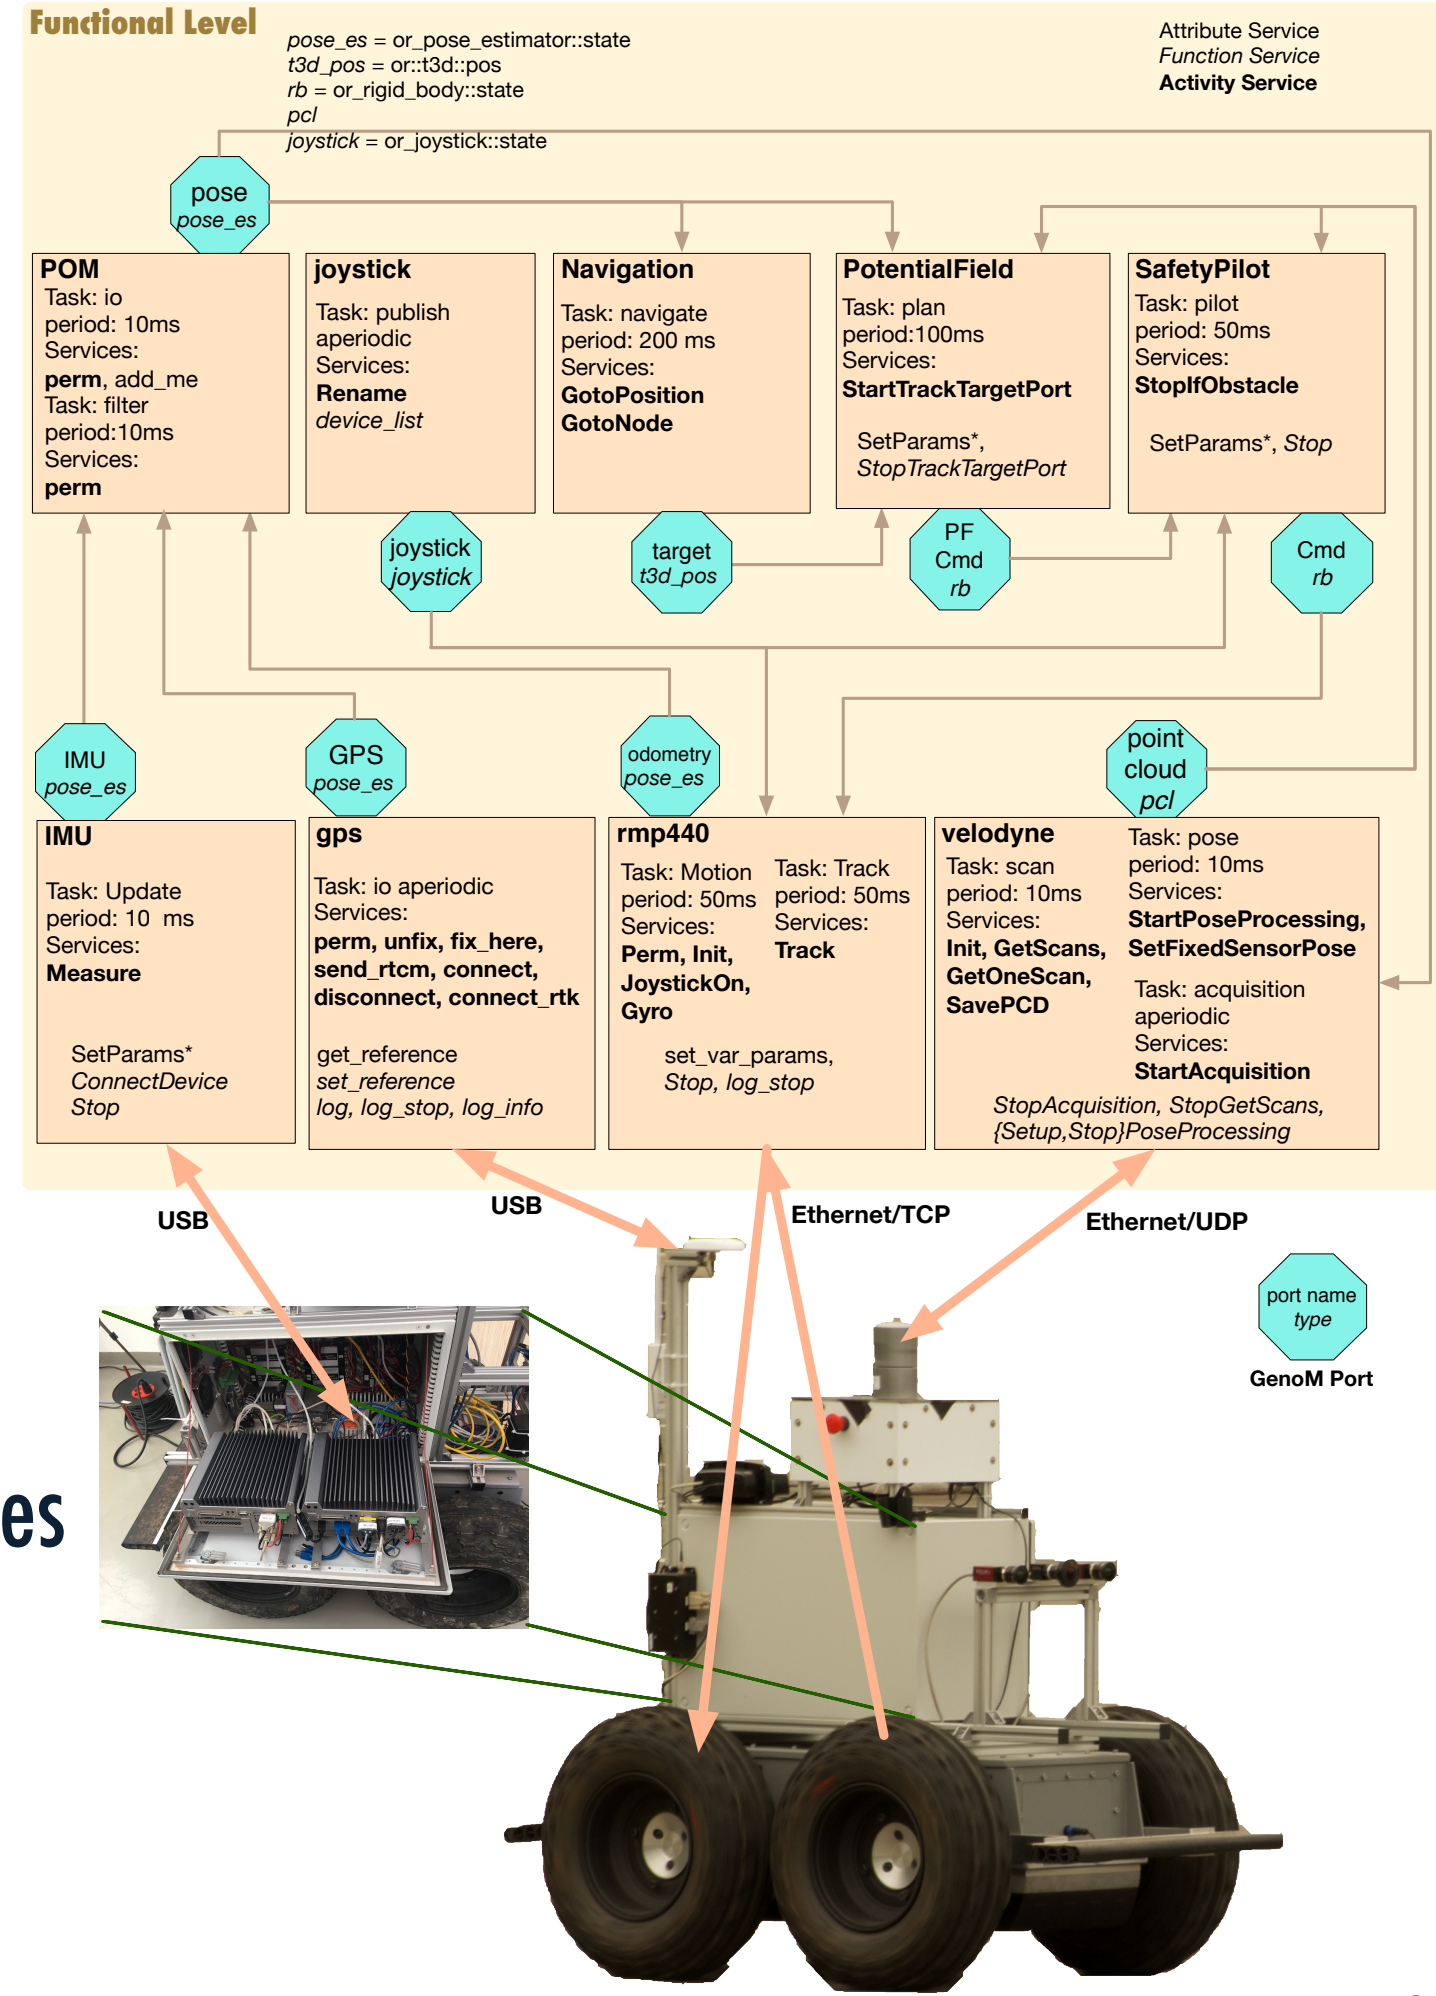 Functional Level
pose_es = or_pose_estimator::state
t3d_pos = or::t3d::pos
rb = or_rigid_body::state
pcl
joystick = or_joystick::state
Attribute Service
Function Service
Activity Service
pose
pose_es
POM
Task: io
period: 10ms
Services:
perm, add_me
Task: filter
period:10ms
Services:
perm
joystick
Task: publish
aperiodic
Services:
Rename
device_list
Navigation
Task: navigate
period: 200 ms
Services:
GotoPosition
GotoNode
PotentialField
Task: plan
period:100ms
Services:
StartTrackTargetPort
SetParams*,
StopTrackTargetPort
SafetyPilot
Task: pilot
period: 50ms
Services:
StopIfObstacle
SetParams*, Stop
joystick
joystick
target
t3d_pos
PF
Cmd
rb
Cmd
rb
IMU
pose_es
GPS
pose_es
odometry
pose_es
point
cloud
pcl
IMU
Task: Update
period: 10 ms
Services:
Measure
SetParams*
ConnectDevice
Stop
gps
Task: io aperiodic
Services:
perm, unfix, fix_here,
send_rtcm, connect,
disconnect, connect_rtk
get_reference
set_reference
log, log_stop, log_info
rmp440
Task: Motion
period: 50ms
Services:
Perm, Init,
JoystickOn,
Gyro
Task: Track
period: 50ms
Services:
Track
set_var_params,
Stop, log_stop
velodyne
Task: scan
period: 10ms
Services:
Init, GetScans,
GetOneScan,
SavePCD
Task: pose
period: 10ms
Services:
StartPoseProcessing,
SetFixedSensorPose
Task: acquisition
aperiodic
Services:
StartAcquisition
StopAcquisition, StopGetScans,
{Setup,Stop}PoseProcessing
USB
USB
Ethernet/TCP
Ethernet/UDP
port name
type
GenoM Port
es